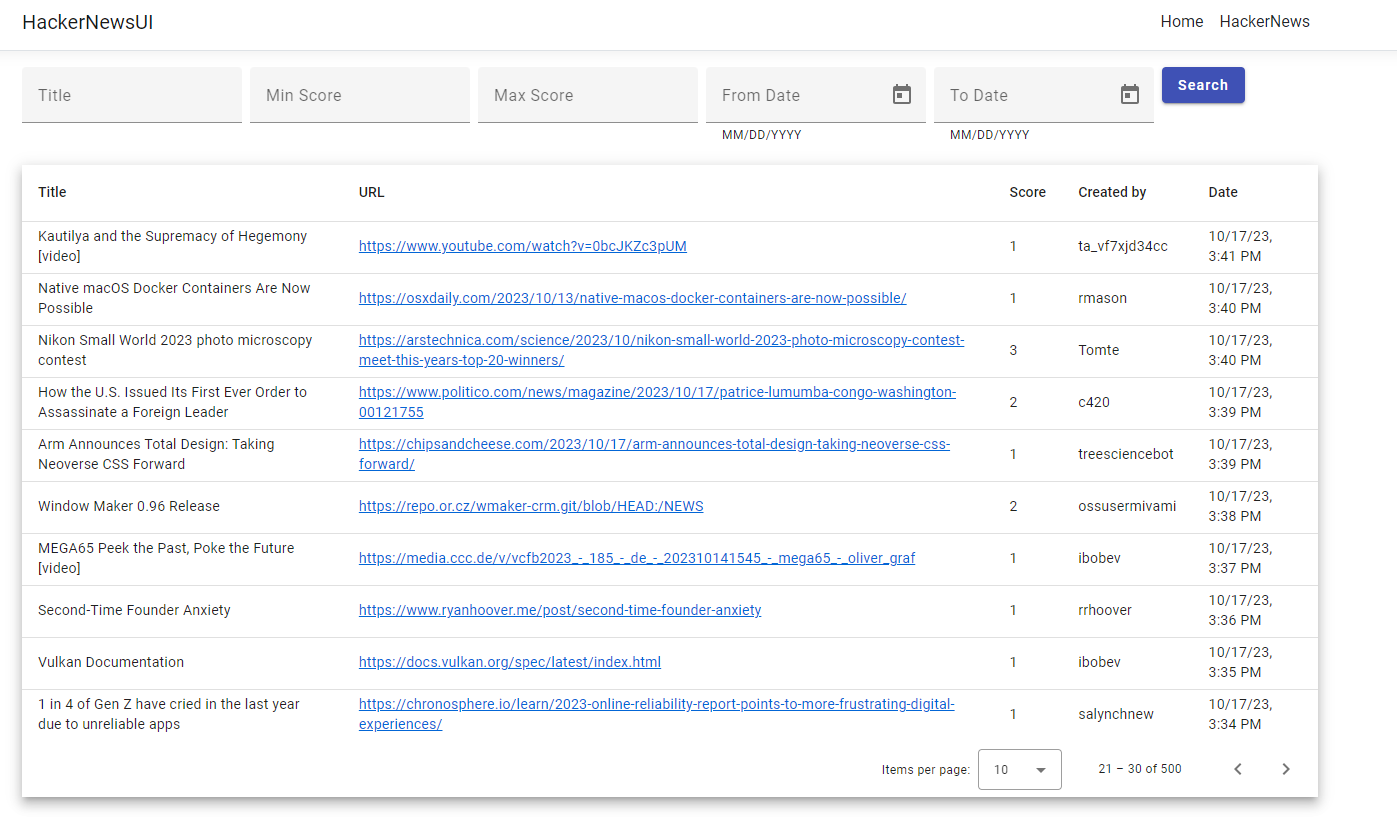 HackerNewsUI
Home HackerNews
Title Min Score Max Score From Date To Date Search
MM/DD/YYYY MM/DD/YYYY
Title URL Score Created by Date
Kautilya and the Supremacy of Hegemony
[video]
https://www.youtube.com/watch?v=0bcJKZc3pUM
1
ta_vf7xjd34cc
10/17/23,
3:41 PM
Native macOS Docker Containers Are Now
Possible
https://osxdaily.com/2023/10/13/native-macos-docker-containers-are-now-possible/
1
rmason
10/17/23,
3:40 PM
Nikon Small World 2023 photo microscopy
contest
https://arstechnica.com/science/2023/10/nikon-small-world-2023-photo-microscopy-contest-
meet-this-years-top-20-winners/
3
Tomte
10/17/23,
3:40 PM
How the U.S. Issued Its First Ever Order to
Assassinate a Foreign Leader
https://www.politico.com/news/magazine/2023/10/17/patrice-lumumba-congo-washington-
00121755
2
c420
10/17/23,
3:39 PM
Arm Announces Total Design: Taking
Neoverse CSS Forward
https://chipsandcheese.com/2023/10/17/arm-announces-total-design-taking-neoverse-css-
forward/
1
treesciencebot
10/17/23,
3:39 PM
Window Maker 0.96 Release
https://repo.or.cz/wmaker-crm.git/blob/HEAD:/NEWS
2
ossusermivami
10/17/23,
3:38 PM
MEGA65 Peek the Past, Poke the Future
[video]
https://media.ccc.de/v/vcfb2023_-_185_-_de_-_202310141545_-_mega65_-_oliver_graf
1
ibobev
10/17/23,
3:37 PM
Second-Time Founder Anxiety
https://www.ryanhoover.me/post/second-time-founder-anxiety
1
rrhoover
10/17/23,
3:36 PM
Vulkan Documentation
https://docs.vulkan.org/spec/latest/index.html
1
ibobev
10/17/23,
3:35 PM
1 in 4 of Gen Z have cried in the last year
due to unreliable apps
https://chronosphere.io/learn/2023-online-reliability-report-points-to-more-frustrating-digital-
experiences/
1
salynchnew
10/17/23,
3:34 PM
Items per page: 10 21 – 30 of 500